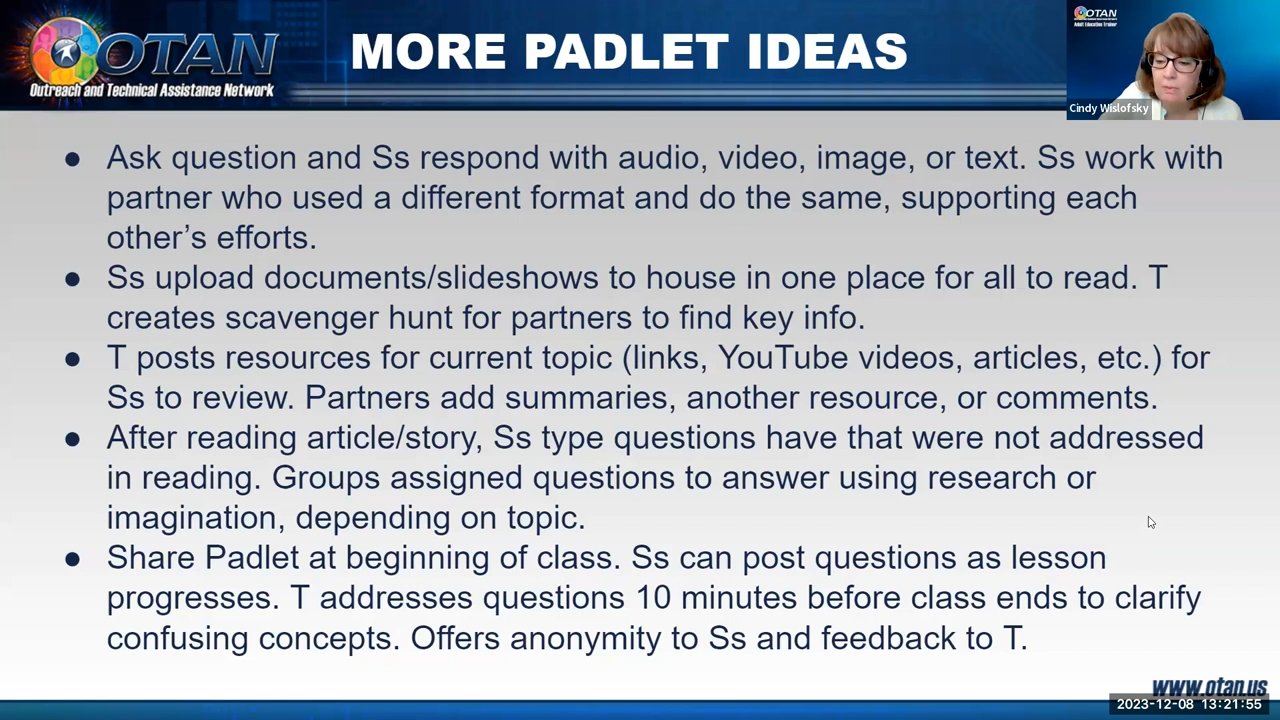 OTAN
Outreach and Technical Assistance Network
MORE PADLET IDEAS
OTAN
Adult Education Trainer
Cindy Wislofsky
● Ask question and Ss respond with audio, video, image, or text. Ss work with
partner who used a different format and do the same, supporting each
other’s efforts.
● Ss upload documents/slideshows to house in one place for all to read. T
creates scavenger hunt for partners to find key info.
● T posts resources for current topic (links, YouTube videos, articles, etc.) for
Ss to review. Partners add summaries, another resource, or comments.
● After reading article/story, Ss type questions have that were not addressed
in reading. Groups assigned questions to answer using research or
imagination, depending on topic.
● Share Padlet at beginning of class. Ss can post questions as lesson
progresses. T addresses questions 10 minutes before class ends to clarify
confusing concepts. Offers anonymity to Ss and feedback to T.
www.otan.us
2023-12-08 13:21:55